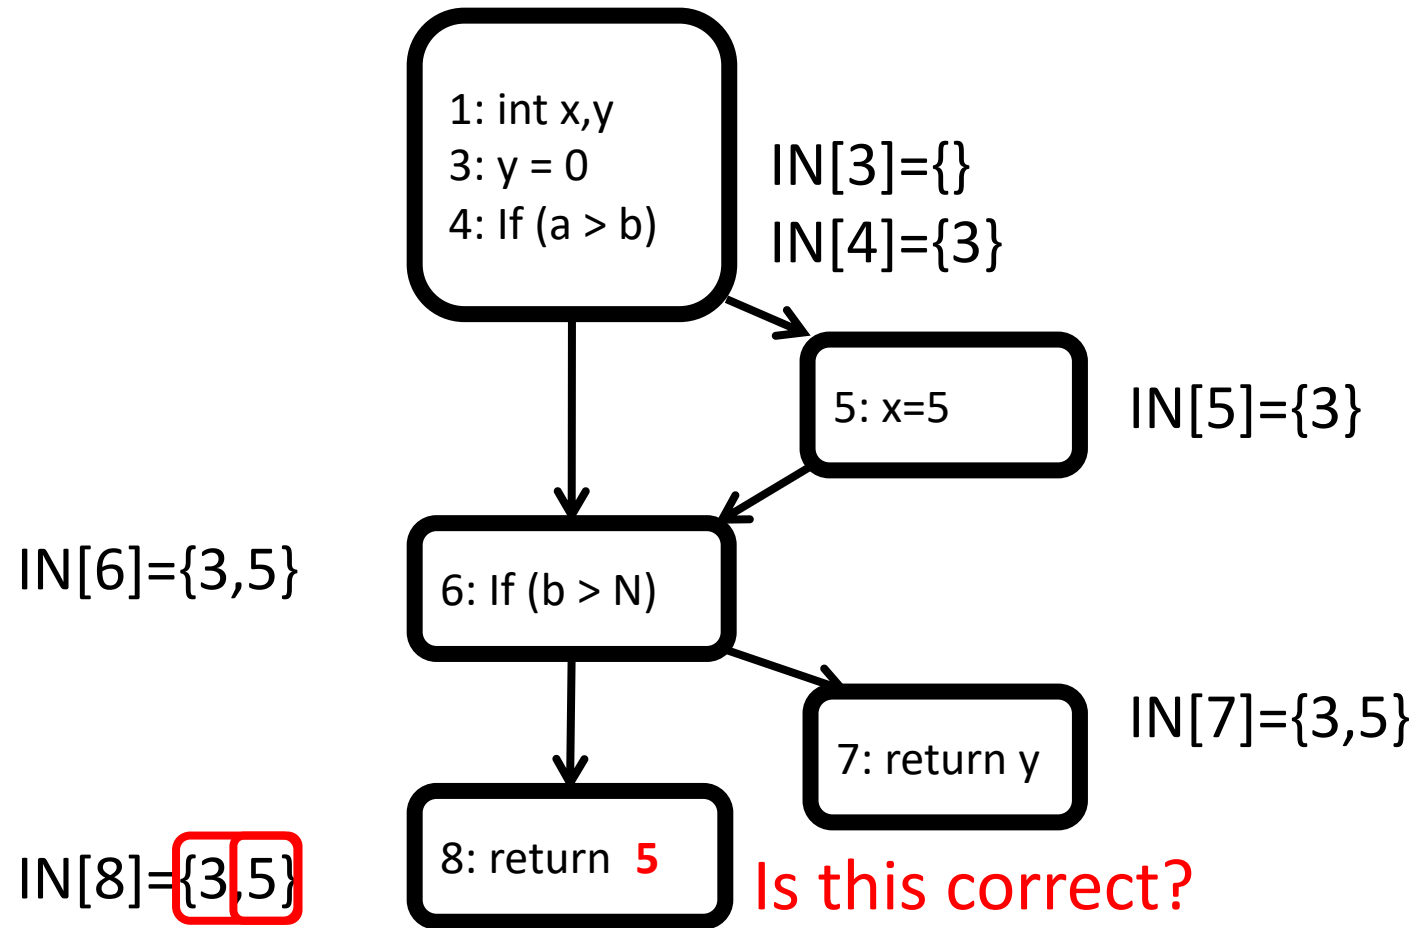 1: int x,y
3: y = 0
4: If (a > b)
IN[3]={}
IN[4]={3}
5: x=5
IN[5]={3}
IN[6]={3,5}
6: If (b > N)
7: return y
IN[7]={3,5}
IN[8]={3,5}
8: return 5
Is this correct?